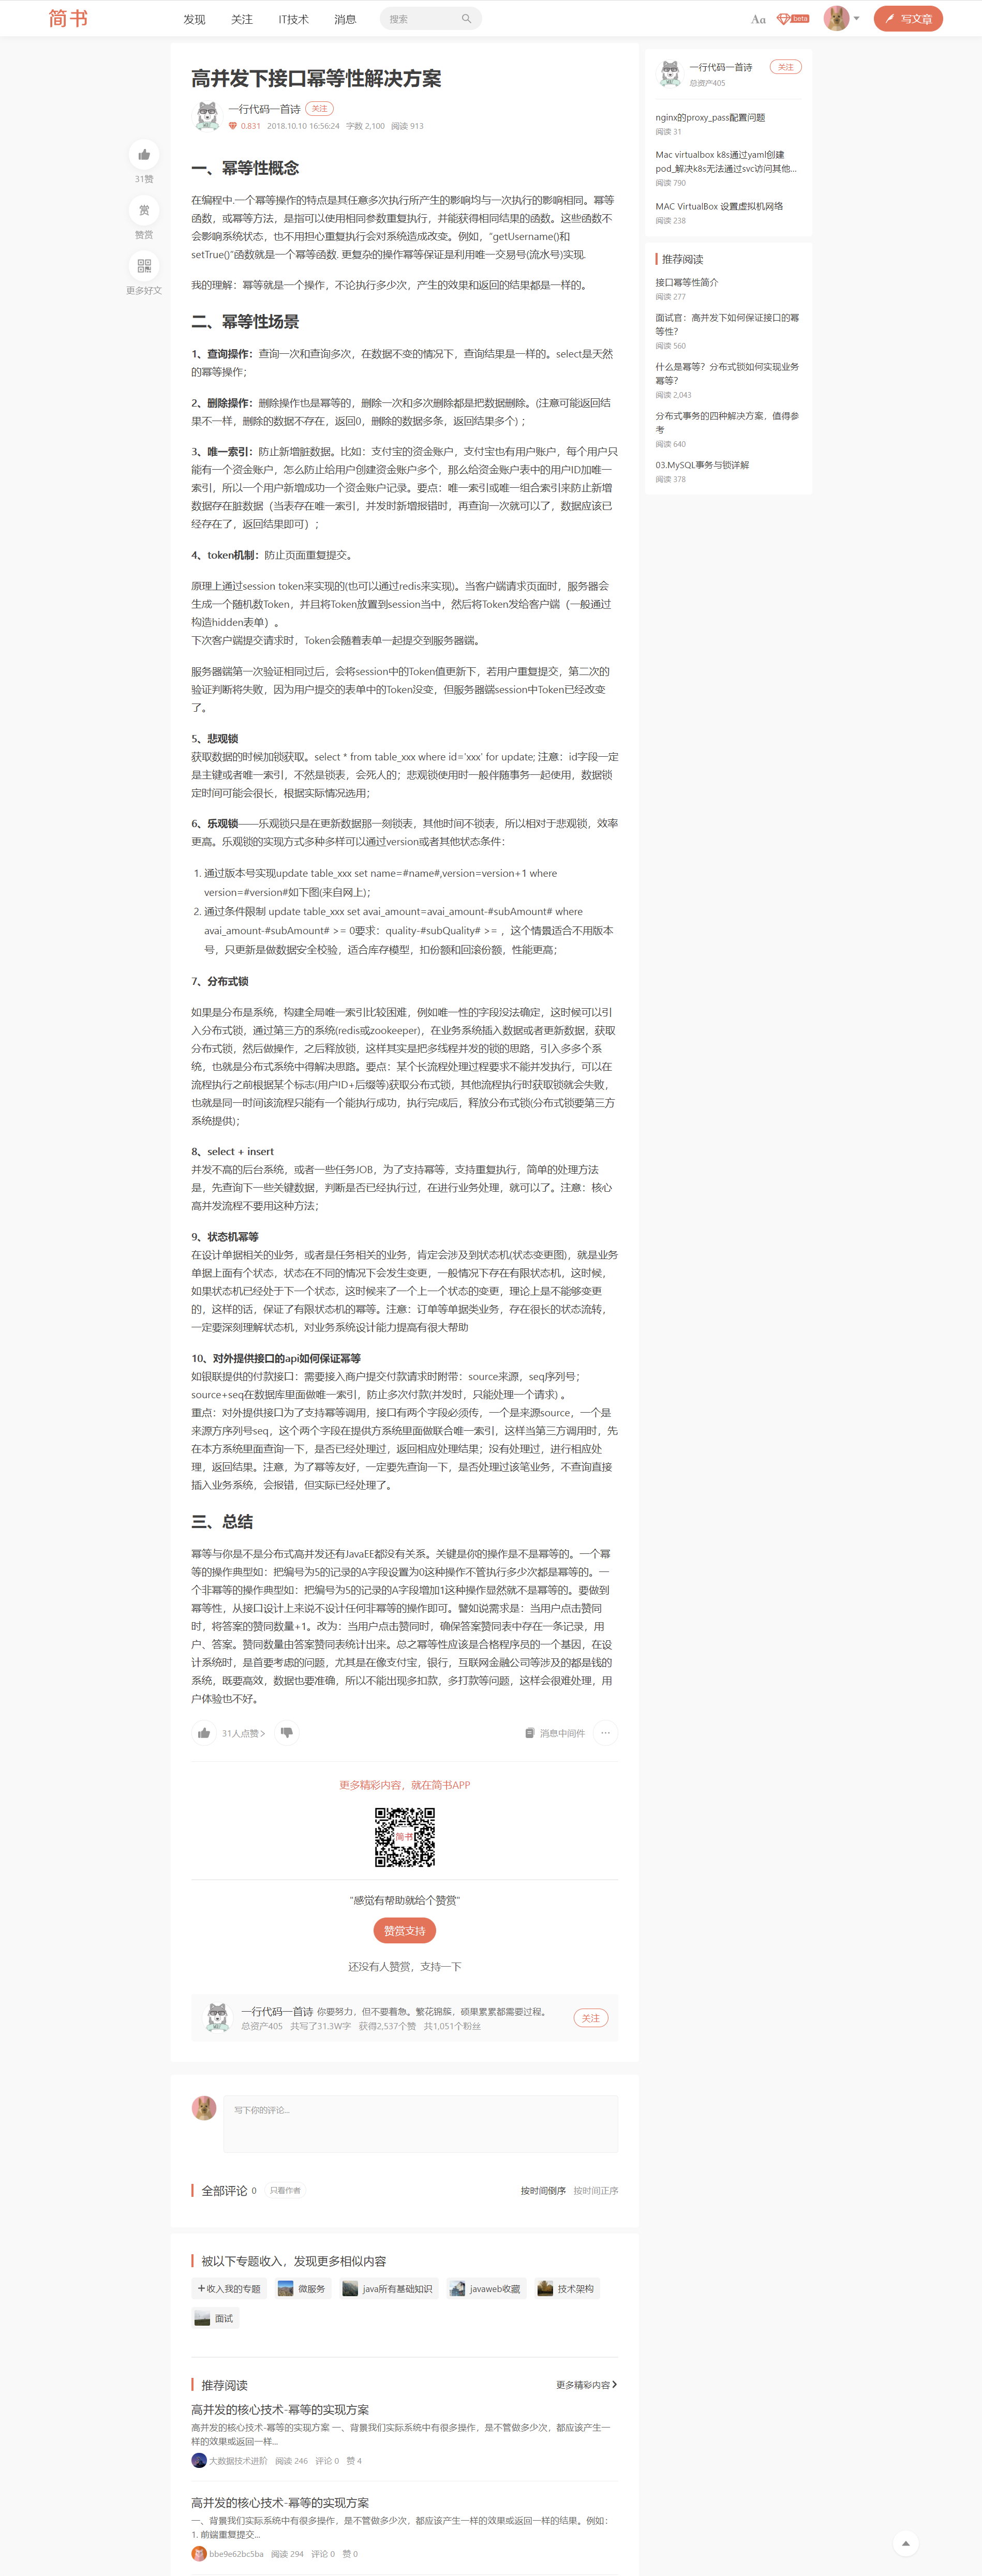 简书
发现
关注
IT技术
消息
搜索
Aa
beta
写文章
高并发下接口幂等性解决方案
一行代码一首诗
关注
0.831 2018.10.10 16:56:24 字数 2,100 阅读 913
31赞
赏
赞赏
更多好文
一、幂等性概念
在编程中.一个幂等操作的特点是其任意多次执行所产生的影响均与一次执行的影响相同。幂等
函数，或幂等方法，是指可以使用相同参数重复执行，并能获得相同结果的函数。这些函数不
会影响系统状态，也不用担心重复执行会对系统造成改变。例如，“getUsername()和
setTrue()”函数就是一个幂等函数. 更复杂的操作幂等保证是利用唯一交易号(流水号)实现.
我的理解：幂等就是一个操作，不论执行多少次，产生的效果和返回的结果都是一样的。
二、幂等性场景
1、查询操作：查询一次和查询多次，在数据不变的情况下，查询结果是一样的。select是天然
的幂等操作；
2、删除操作：删除操作也是幂等的，删除一次和多次删除都是把数据删除。(注意可能返回结
果不一样，删除的数据不存在，返回0，删除的数据多条，返回结果多个) ；
3、唯一索引：防止新增脏数据。比如：支付宝的资金账户，支付宝也有用户账户，每个用户只
能有一个资金账户，怎么防止给用户创建资金账户多个，那么给资金账户表中的用户ID加唯一
索引，所以一个用户新增成功一个资金账户记录。要点：唯一索引或唯一组合索引来防止新增
数据存在脏数据（当表存在唯一索引，并发时新增报错时，再查询一次就可以了，数据应该已
经存在了，返回结果即可）；
4、token机制：防止页面重复提交。
原理上通过session token来实现的(也可以通过redis来实现)。当客户端请求页面时，服务器会
生成一个随机数Token，并且将Token放置到session当中，然后将Token发给客户端（一般通过
构造hidden表单）。
下次客户端提交请求时，Token会随着表单一起提交到服务器端。
服务器端第一次验证相同过后，会将session中的Token值更新下，若用户重复提交，第二次的
验证判断将失败，因为用户提交的表单中的Token没变，但服务器端session中Token已经改变
了。
5、悲观锁
获取数据的时候加锁获取。select * from table_xxx where id='xxx' for update; 注意：id字段一定
是主键或者唯一索引，不然是锁表，会死人的；悲观锁使用时一般伴随事务一起使用，数据锁
定时间可能会很长，根据实际情况选用；
6、乐观锁——乐观锁只是在更新数据那一刻锁表，其他时间不锁表，所以相对于悲观锁，效率
更高。乐观锁的实现方式多种多样可以通过version或者其他状态条件：
1. 通过版本号实现update table_xxx set name=#name#,version=version+1 where
version=#version#如下图(来自网上)；
2. 通过条件限制 update table_xxx set avai_amount=avai_amount-#subAmount# where
avai_amount-#subAmount# >= 0要求：quality-#subQuality# >= ，这个情景适合不用版本
号，只更新是做数据安全校验，适合库存模型，扣份额和回滚份额，性能更高；
7、分布式锁
如果是分布是系统，构建全局唯一索引比较困难，例如唯一性的字段没法确定，这时候可以引
入分布式锁，通过第三方的系统(redis或zookeeper)，在业务系统插入数据或者更新数据，获取
分布式锁，然后做操作，之后释放锁，这样其实是把多线程并发的锁的思路，引入多多个系
统，也就是分布式系统中得解决思路。要点：某个长流程处理过程要求不能并发执行，可以在
流程执行之前根据某个标志(用户ID+后缀等)获取分布式锁，其他流程执行时获取锁就会失败，
也就是同一时间该流程只能有一个能执行成功，执行完成后，释放分布式锁(分布式锁要第三方
系统提供)；
8、select + insert
并发不高的后台系统，或者一些任务JOB，为了支持幂等，支持重复执行，简单的处理方法
是，先查询下一些关键数据，判断是否已经执行过，在进行业务处理，就可以了。注意：核心
高并发流程不要用这种方法；
9、状态机幂等
在设计单据相关的业务，或者是任务相关的业务，肯定会涉及到状态机(状态变更图)，就是业务
单据上面有个状态，状态在不同的情况下会发生变更，一般情况下存在有限状态机，这时候，
如果状态机已经处于下一个状态，这时候来了一个上一个状态的变更，理论上是不能够变更
的，这样的话，保证了有限状态机的幂等。注意：订单等单据类业务，存在很长的状态流转，
一定要深刻理解状态机，对业务系统设计能力提高有很大帮助
10、对外提供接口的api如何保证幂等
如银联提供的付款接口：需要接入商户提交付款请求时附带：source来源，seq序列号；
source+seq在数据库里面做唯一索引，防止多次付款(并发时，只能处理一个请求) 。
重点：对外提供接口为了支持幂等调用，接口有两个字段必须传，一个是来源source，一个是
来源方序列号seq，这个两个字段在提供方系统里面做联合唯一索引，这样当第三方调用时，先
在本方系统里面查询一下，是否已经处理过，返回相应处理结果；没有处理过，进行相应处
理，返回结果。注意，为了幂等友好，一定要先查询一下，是否处理过该笔业务，不查询直接
插入业务系统，会报错，但实际已经处理了。
三、总结
幂等与你是不是分布式高并发还有JavaEE都没有关系。关键是你的操作是不是幂等的。一个幂
等的操作典型如：把编号为5的记录的A字段设置为0这种操作不管执行多少次都是幂等的。一
个非幂等的操作典型如：把编号为5的记录的A字段增加1这种操作显然就不是幂等的。要做到
幂等性，从接口设计上来说不设计任何非幂等的操作即可。譬如说需求是：当用户点击赞同
时，将答案的赞同数量+1。改为：当用户点击赞同时，确保答案赞同表中存在一条记录，用
户、答案。赞同数量由答案赞同表统计出来。总之幂等性应该是合格程序员的一个基因，在设
计系统时，是首要考虑的问题，尤其是在像支付宝，银行，互联网金融公司等涉及的都是钱的
系统，既要高效，数据也要准确，所以不能出现多扣款，多打款等问题，这样会很难处理，用
户体验也不好。
31人点赞 >
消息中间件
更多精彩内容，就在简书APP
简书
"感觉有帮助就给个赞赏"
赞赏支持
还没有人赞赏，支持一下
一行代码一首诗 你要努力，但不要着急。繁花锦簇，硕果累累都需要过程。
总资产405 共写了31.3W字 获得2,537个赞 共1,051个粉丝
关注
写下你的评论...
全部评论 0
只看作者
按时间倒序 按时间正序
被以下专题收入，发现更多相似内容
+ 收入我的专题
微服务
java所有基础知识
javaweb收藏
技术架构
面试
推荐阅读
更多精彩内容 >
高并发的核心技术-幂等的实现方案
高并发的核心技术-幂等的实现方案 一、背景我们实际系统中有很多操作，是不管做多少次，都应该产生一
样的效果或返回一样...
大数据技术进阶 阅读 246 评论 0 赞 4
高并发的核心技术-幂等的实现方案
一、背景我们实际系统中有很多操作，是不管做多少次，都应该产生一样的效果或返回一样的结果。例如：
1. 前端重复提交...
bbe9e62bc5ba 阅读 294 评论 0 赞 0
一行代码一首诗
关注
总资产405
nginx的proxy_pass配置问题
阅读 31
Mac virtualbox k8s通过yaml创建
pod_解决k8s无法通过svc访问其他...
阅读 790
MAC VirtualBox 设置虚拟机网络
阅读 238
推荐阅读
接口幂等性简介
阅读 277
面试官：高并发下如何保证接口的幂
等性？
阅读 560
什么是幂等？分布式锁如何实现业务
幂等？
阅读 2,043
分布式事务的四种解决方案，值得参
考
阅读 640
03.MySQL事务与锁详解
阅读 378